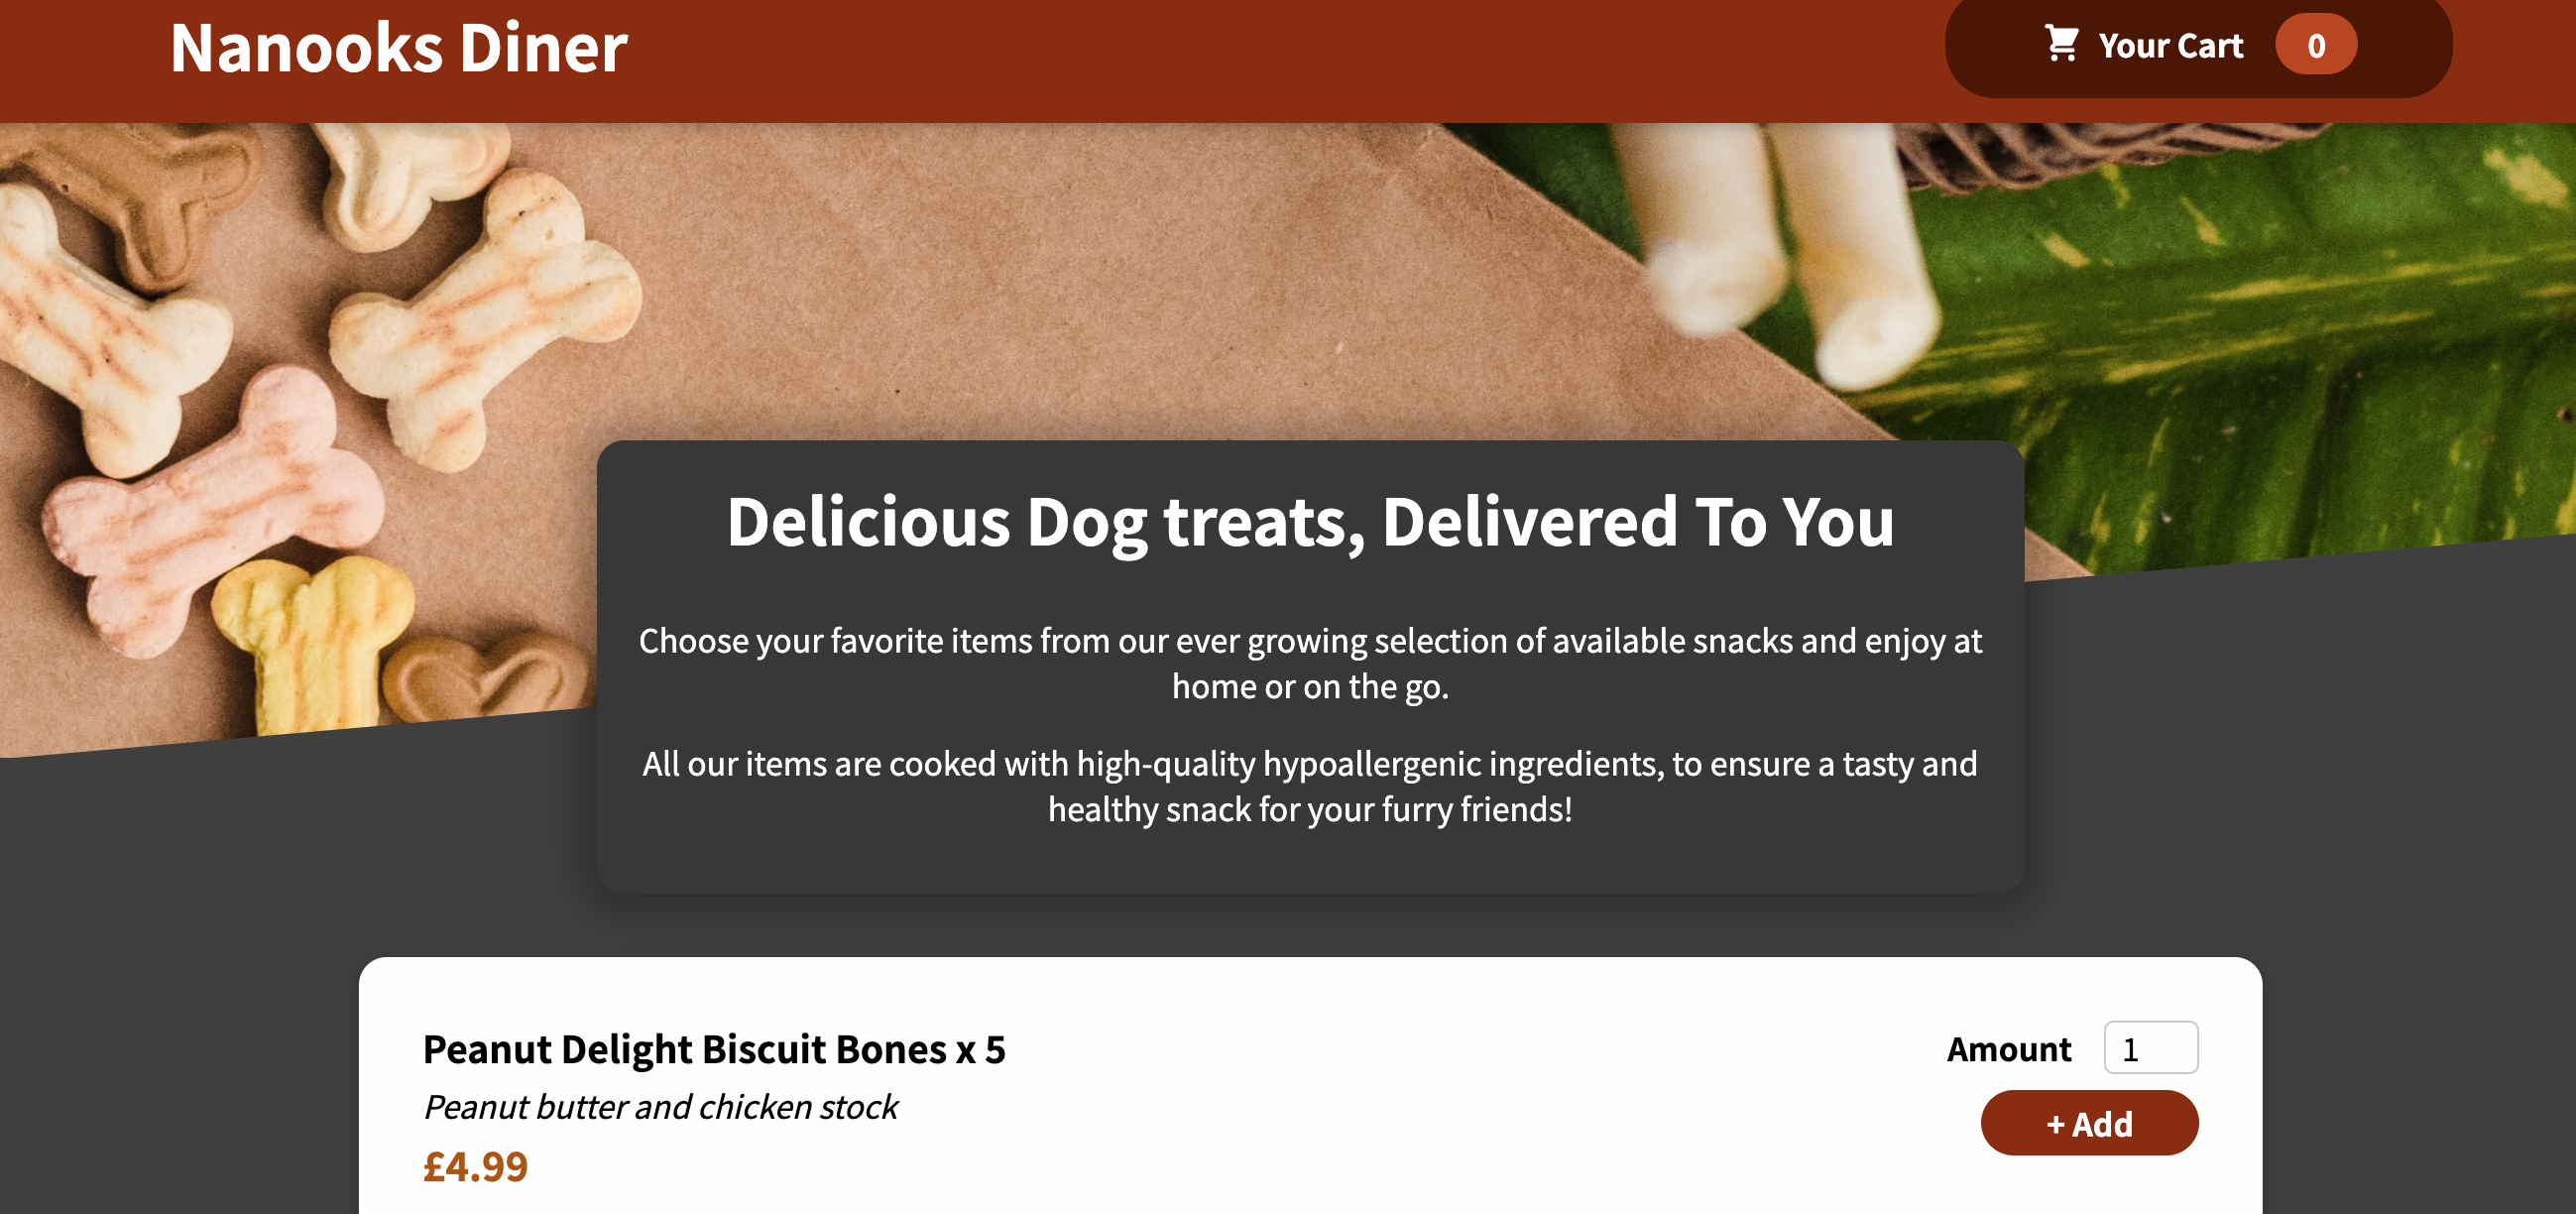 Nanooks Diner
Your Cart 0
Delicious Dog treats, Delivered To You
Choose your favorite items from our ever growing selection of available snacks and enjoy at
home or on the go.
All our items are cooked with high-quality hypoallergenic ingredients, to ensure a tasty and
healthy snack for your furry friends!
Peanut Delight Biscuit Bones x 5
Peanut butter and chicken stock
£4.99
Amount 1
+ Add